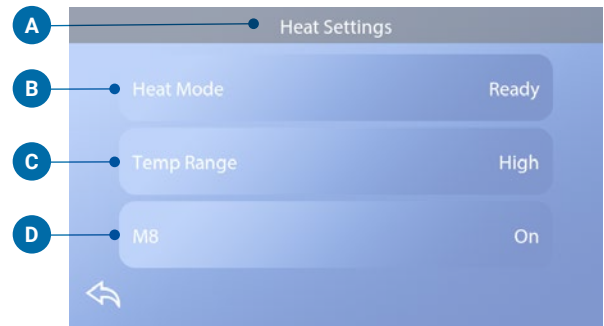 A Heat Settings
B Heat Mode Ready
C Temp Range High
D M8 On